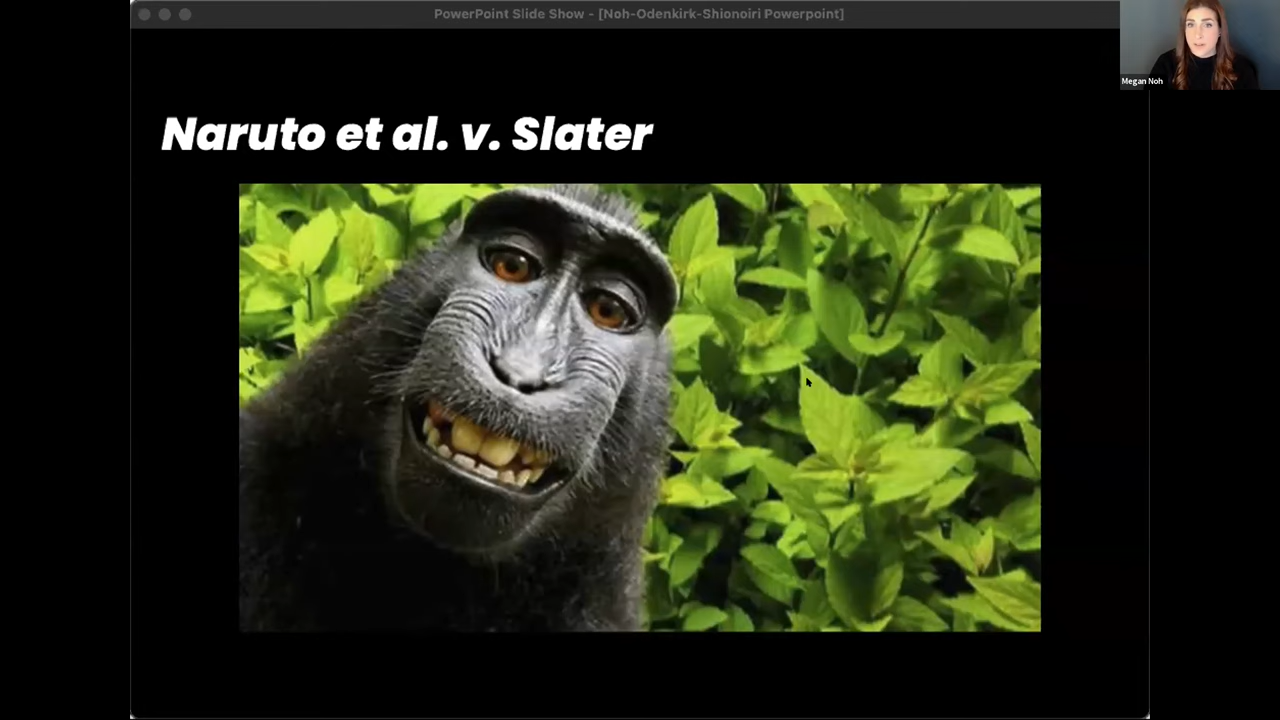 PowerPoint Slide Show - [Noh-Odenkirk-Shionoiri Powerpoint]
Megan Noh
Naruto et al. v. Slater